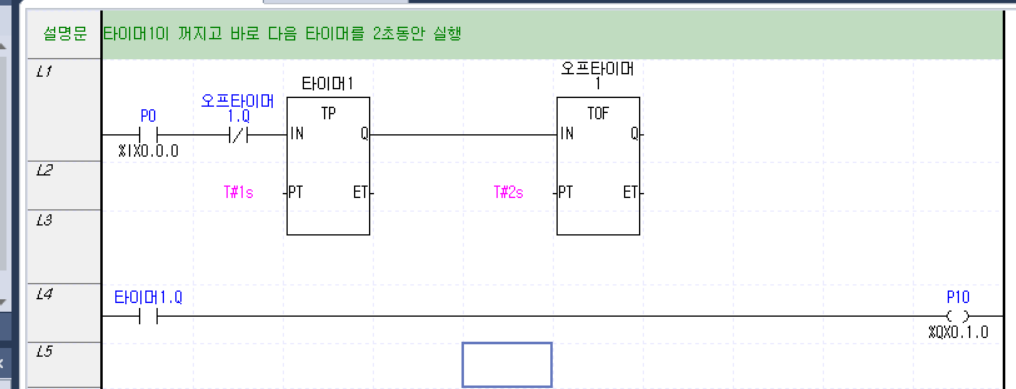 설명문 타이머1이 꺼지고 바로 다음 타이머를 2초동안 실행
L1
타이머1
오프타이머
1
오프타이머
1.Q
P0
TP
TOF
IN Q
IN Q
%IX0.0.0
L2
T#1s PT ET
T#2s PT ET
L3
L4
타이머1.Q
P10
%QX0.1.0
L5